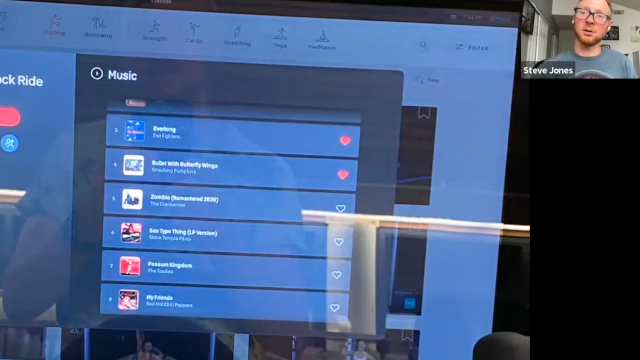 Classes
Cycling
Bootcamp
Strength
Cardio
Stretching
Yoga
Meditation
FILTER
ock Ride
Music
New
3
Everlong
Foo Fighters
4
Bullet With Butterfly Wings
Smashing Pumpkins
5
Zombie (Remastered 2020)
The Cranberries
6
Sex Type Thing (LP Version)
Stone Temple Pilots
7
Possum Kingdom
The Toadies
8
My Friends
Red Hot Chili Peppers
Steve Jones